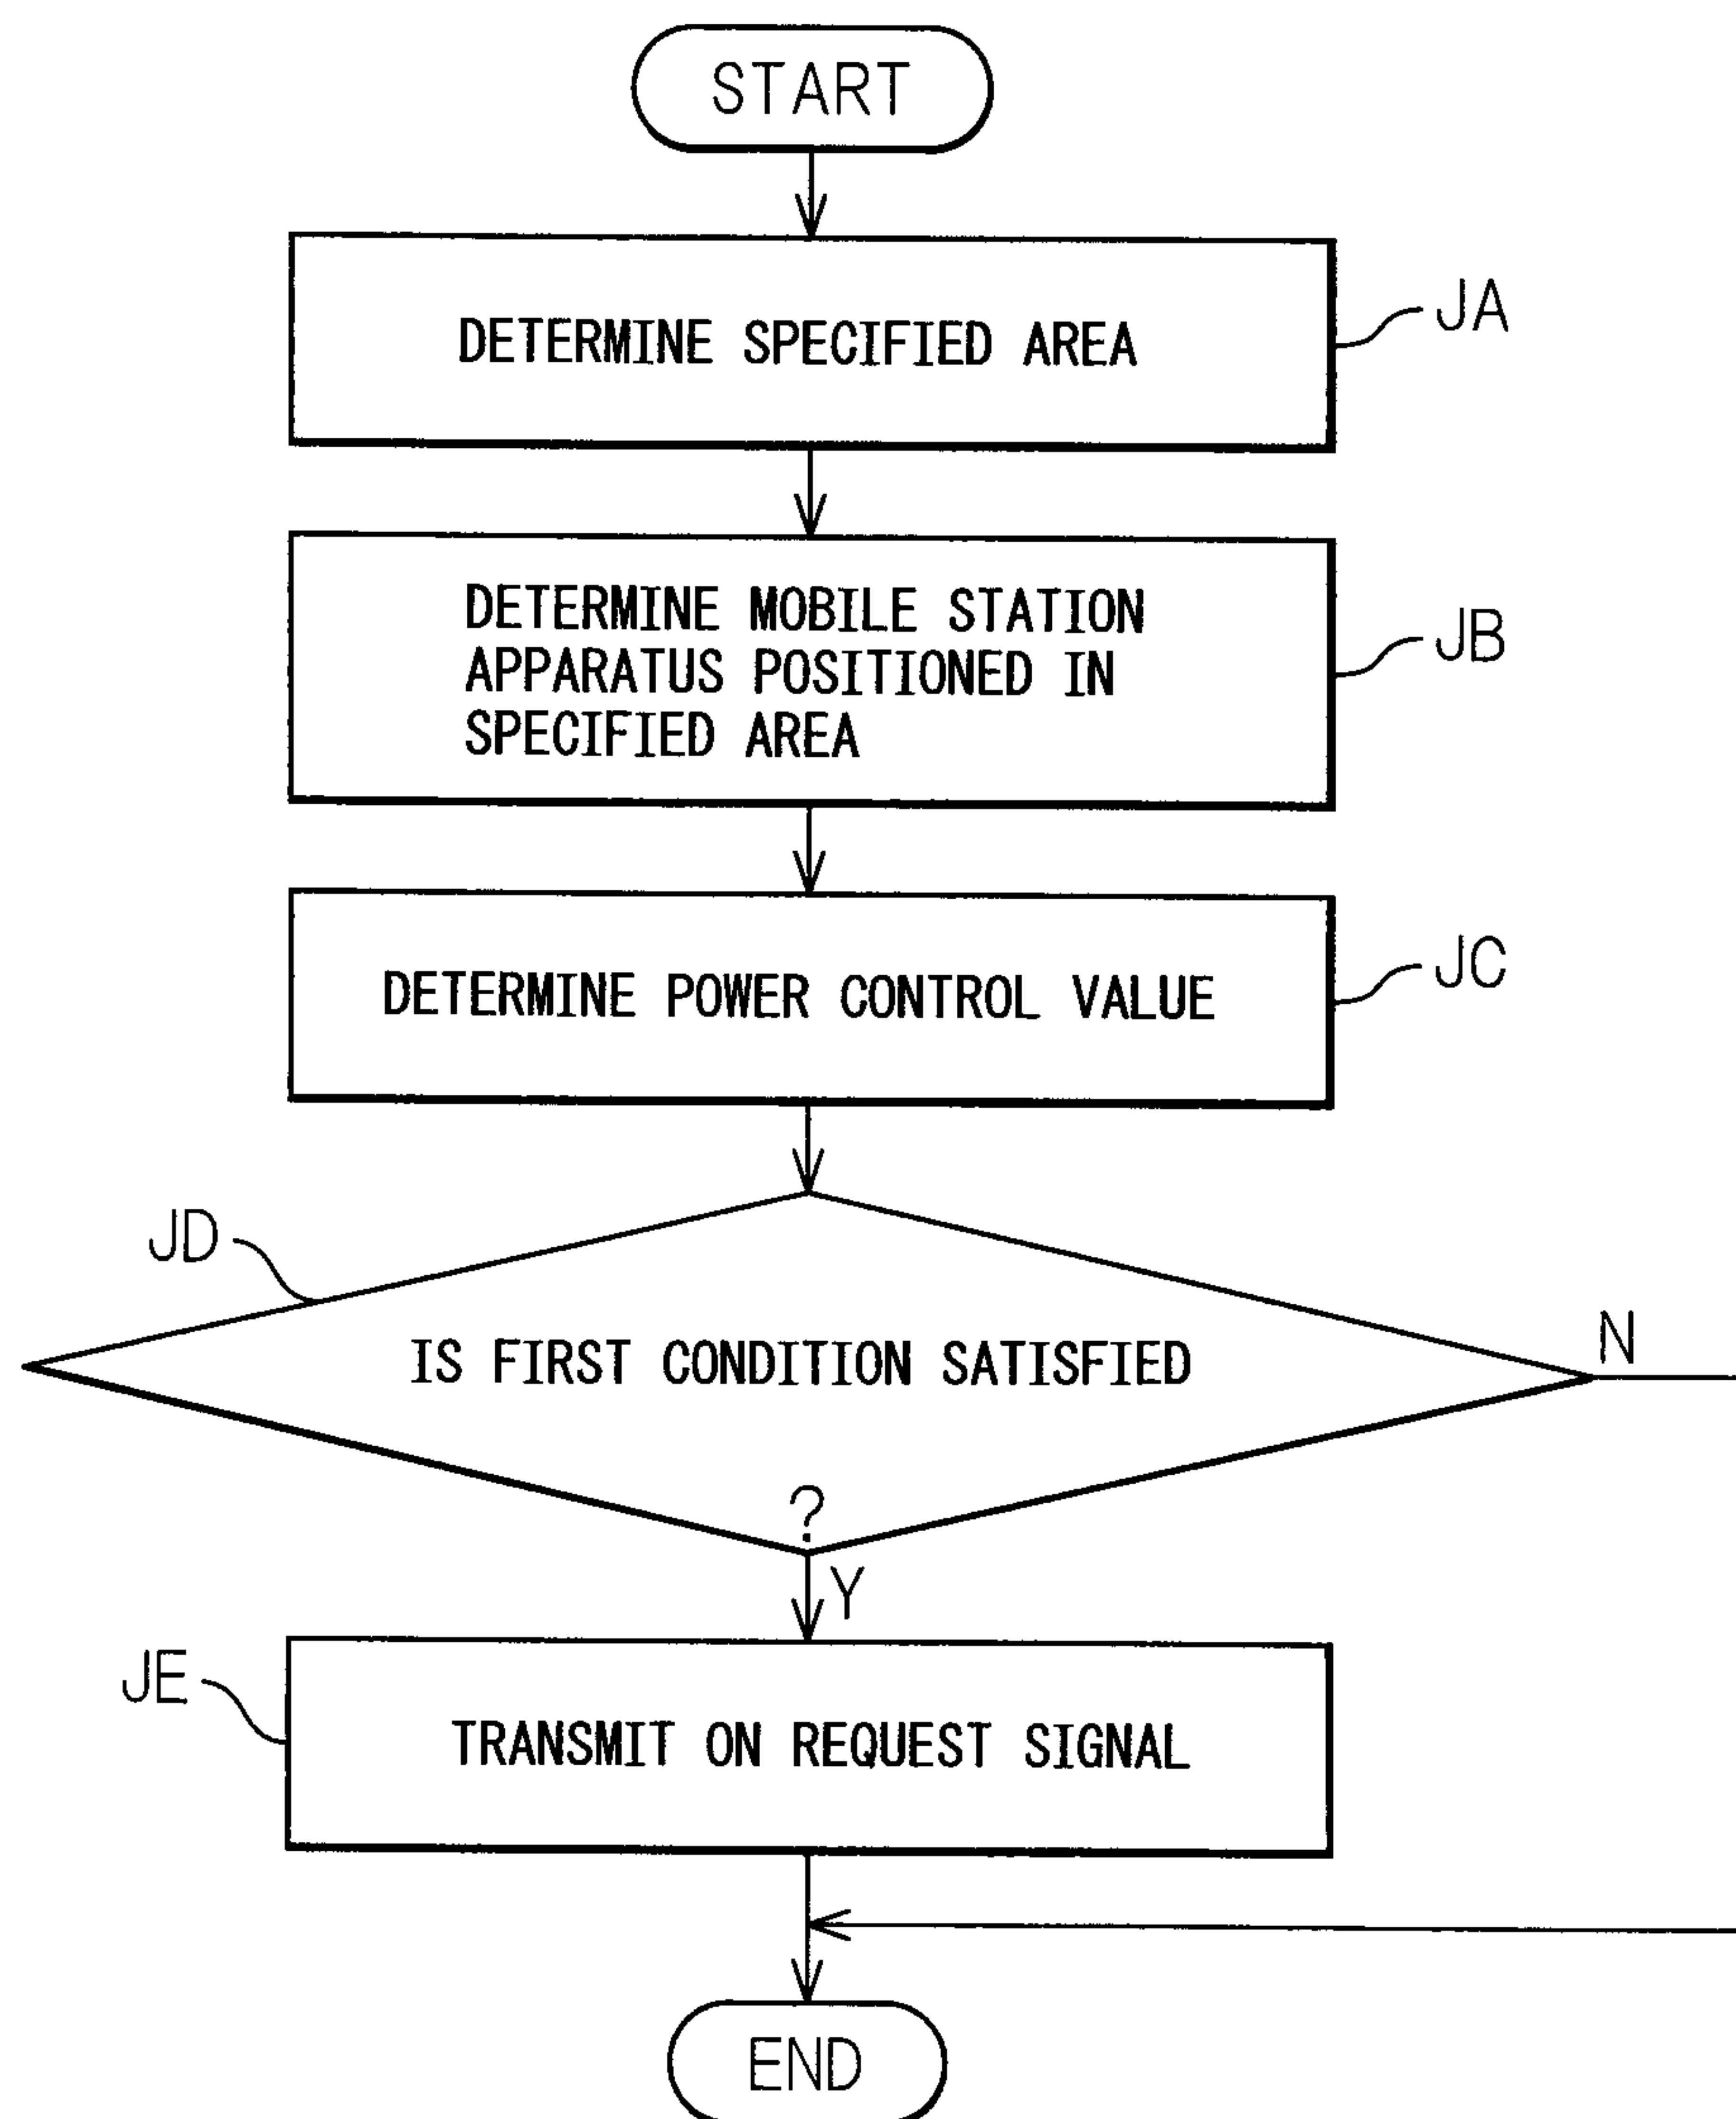 START
DETERMINE SPECIFIED AREA
JA
DETERMINE MOBILE STATION
APPARATUS POSITIONED IN
SPECIFIED AREA
JB
DETERMINE POWER CONTROL VALUE
JC
JD
IS FIRST CONDITION SATISFIED
?
N
Y
JE
TRANSMIT ON REQUEST SIGNAL
END